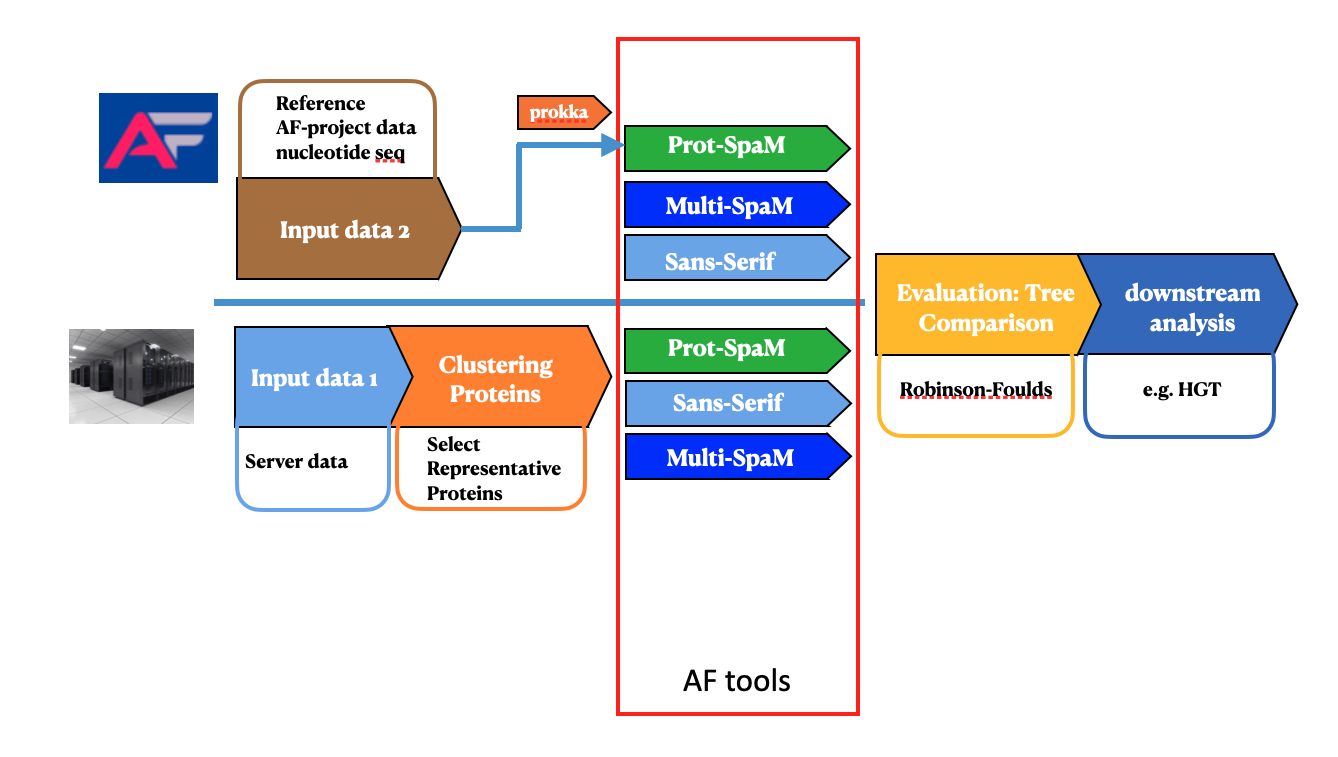 AF
Reference
AF-project data
nucleotide seq
Input data 2
prokka
Prot-SpaM
Multi-SpaM
Sans-Serif
Input data 1
Server data
Clustering
Proteins
Select
Representative
Proteins
Prot-SpaM
Sans-Serif
Multi-SpaM
AF tools
Evaluation: Tree
Comparison
Robinson-Foulds
downstream
analysis
e.g. HGT